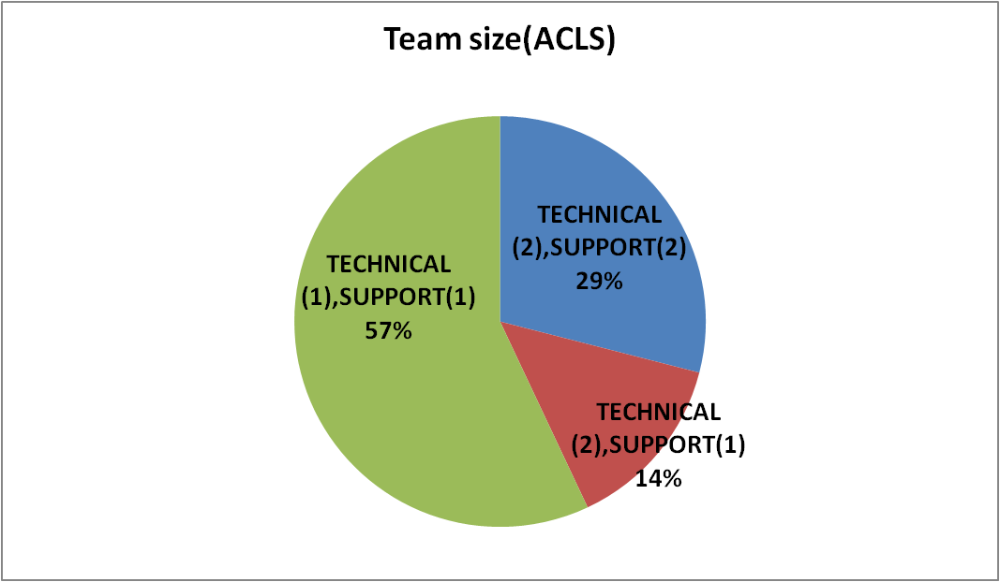 Team size(ACLS)
TECHNICAL
(2),SUPPORT(2)
29%
TECHNICAL
(1),SUPPORT(1)
57%
TECHNICAL
(2),SUPPORT(1)
14%